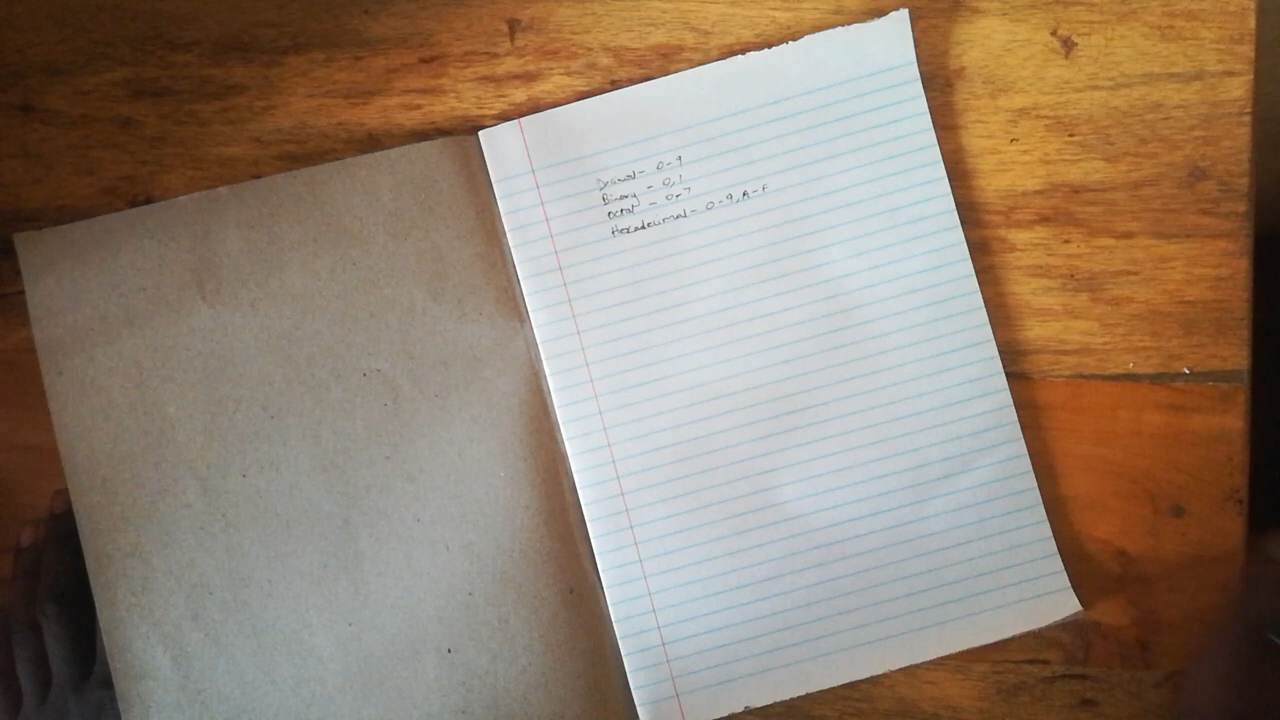 Decimal - 0-9
Binary - 0,1
Octal - 0-7
Hexadecimal - 0-9, A-F